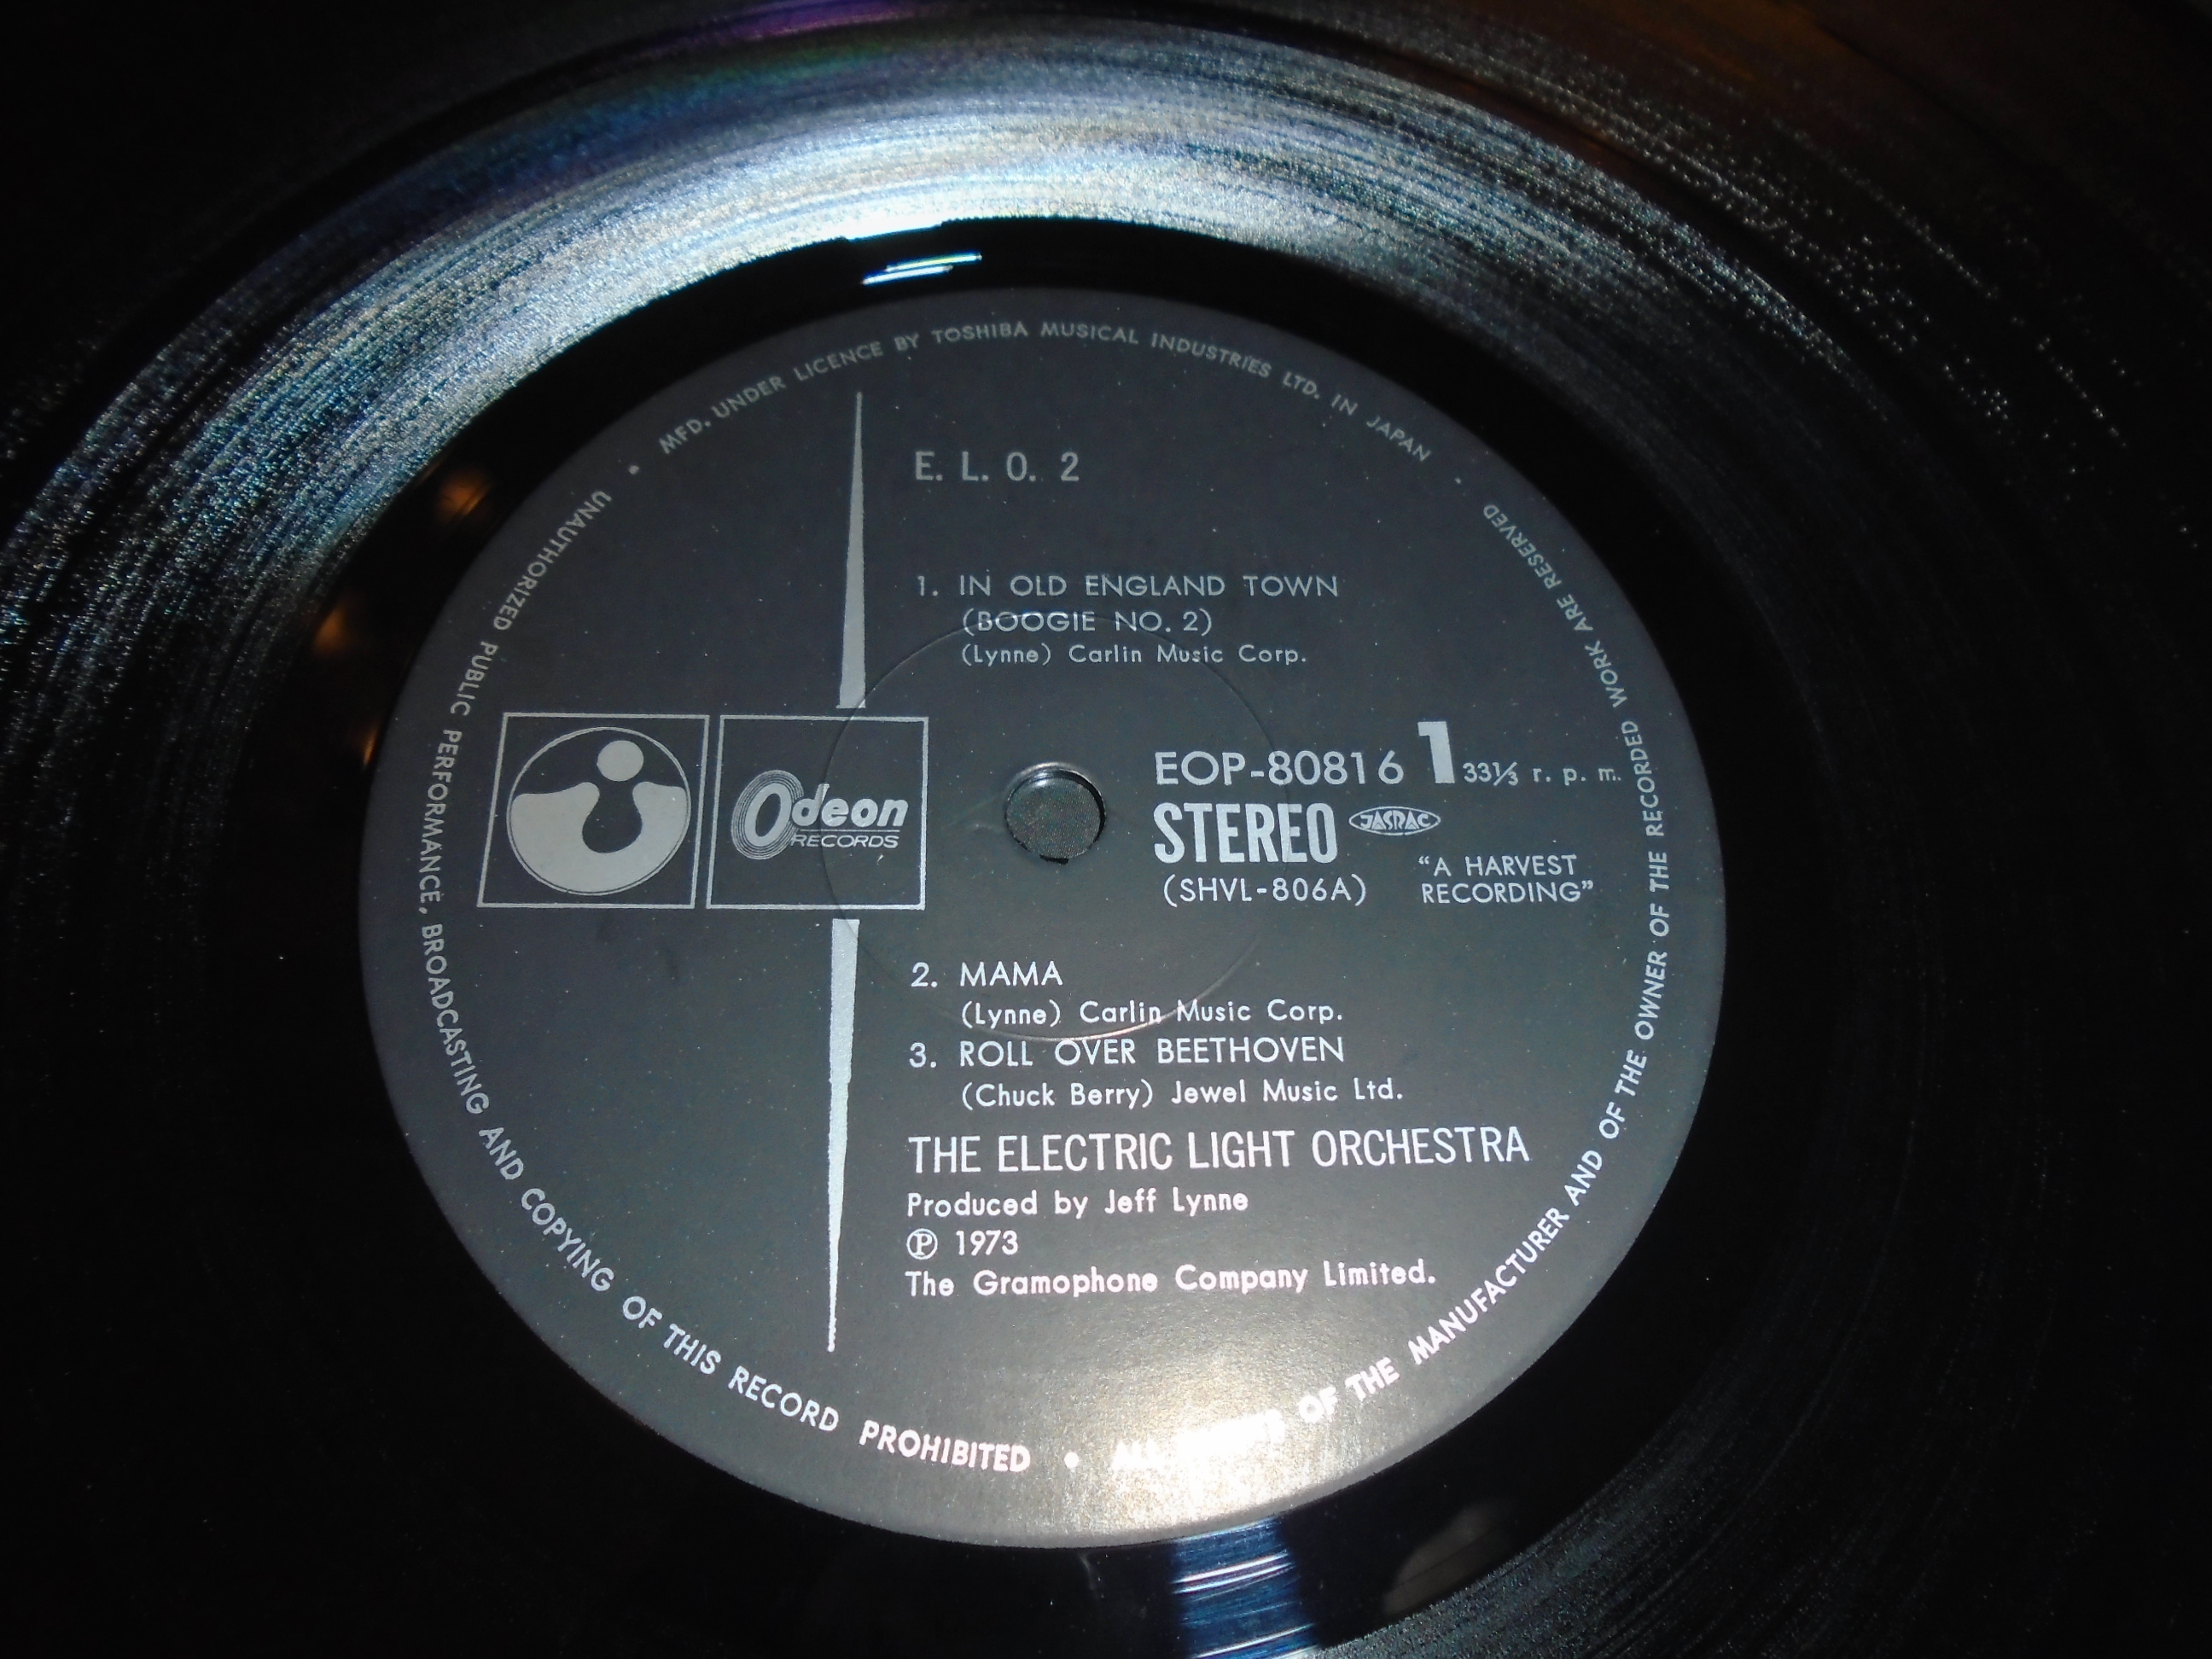 MFD. UNDER LICENCE BY TOSHIBA MUSICAL INDUSTRIES LTD. IN JAPAN •
E. L. O. 2
1. IN OLD ENGLAND TOWN
(BOOGIE NO. 2)
(Lynne) Carlin Music Corp.
Odeon
RECORDS
EOP-80816 1 33⅓ r. p. m.
STEREO JASRAC
(SHVL-806A)
"A HARVEST
RECORDING"
2. MAMA
(Lynne) Carlin Music Corp.
3. ROLL OVER BEETHOVEN
(Chuck Berry) Jewel Music Ltd.
THE ELECTRIC LIGHT ORCHESTRA
Produced by Jeff Lynne
Ⓟ 1973
The Gramophone Company Limited.
ALL RIGHTS OF THE MANUFACTURER AND OF THE OWNER OF THE RECORDED WORK ARE RESERVED
• UNAUTHORIZED PUBLIC PERFORMANCE, BROADCASTING AND COPYING OF THIS RECORD PROHIBITED •